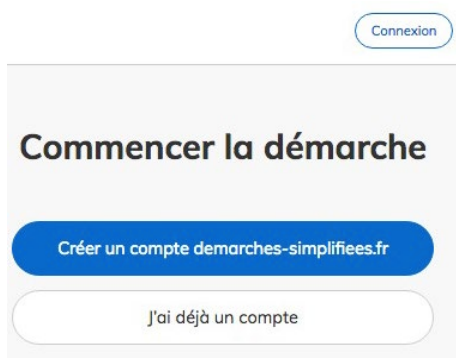 Connexion
Commencer la démarche
Créer un compte demarches-simplifiees.fr
J'ai déjà un compte